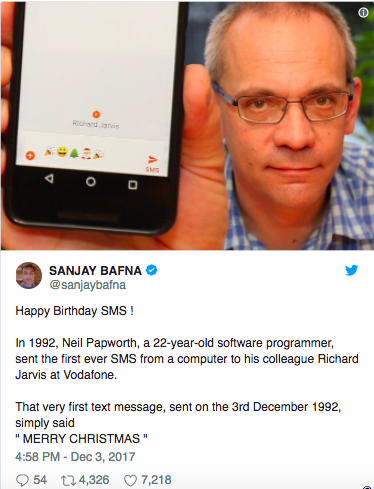 Richard Jarvis
SMS
SANJAY BAFNA
@sanjaybafna
Happy Birthday SMS !
In 1992, Neil Papworth, a 22-year-old software programmer,
sent the first ever SMS from a computer to his colleague Richard
Jarvis at Vodafone.
That very first text message, sent on the 3rd December 1992,
simply said
" MERRY CHRISTMAS "
4:58 PM - Dec 3, 2017
54 4,326 7,218